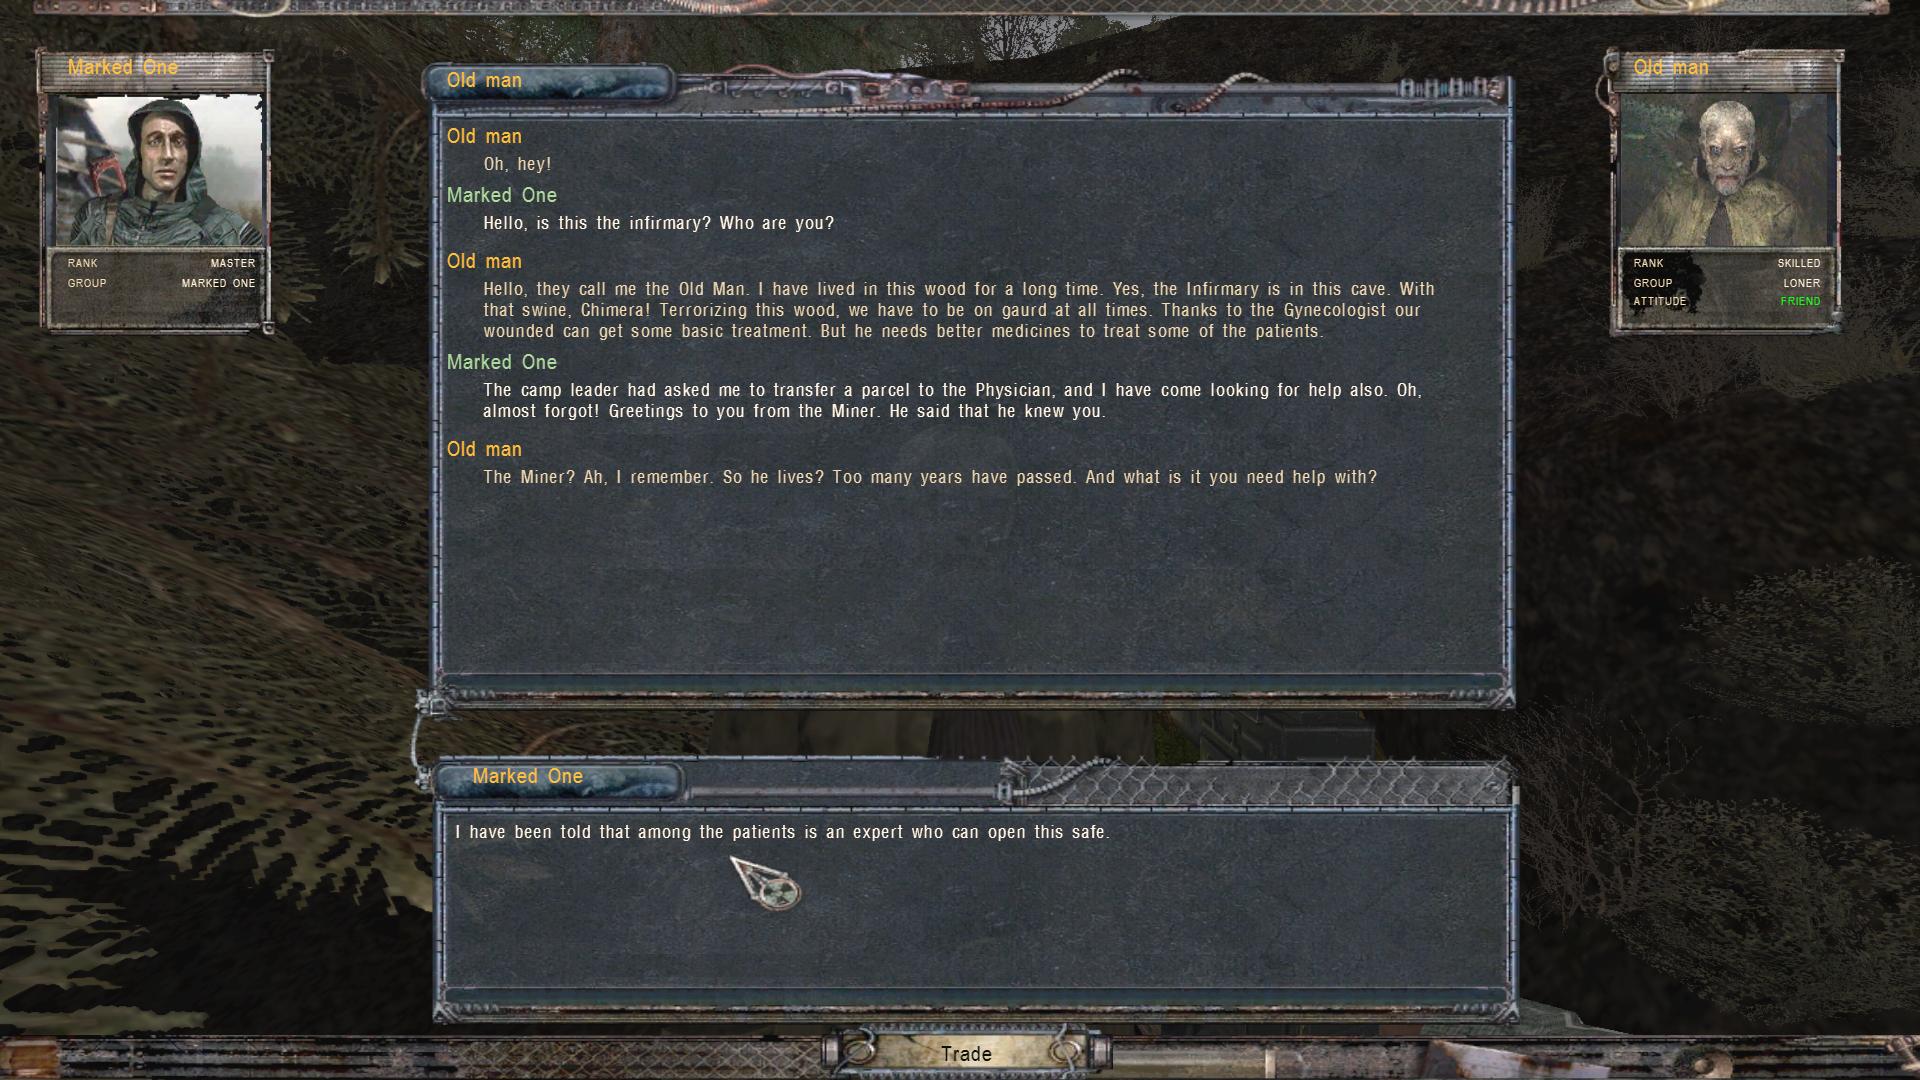 Marked One
RANK MASTER
GROUP MARKED ONE
Old man
Old man
Oh, hey!
Marked One
Hello, is this the infirmary? Who are you?
Old man
Hello, they call me the Old Man. I have lived in this wood for a long time. Yes, the Infirmary is in this cave. With
that swine, Chimera! Terrorizing this wood, we have to be on gaurd at all times. Thanks to the Gynecologist our
wounded can get some basic treatment. But he needs better medicines to treat some of the patients.
Marked One
The camp leader had asked me to transfer a parcel to the Physician, and I have come looking for help also. Oh,
almost forgot! Greetings to you from the Miner. He said that he knew you.
Old man
The Miner? Ah, I remember. So he lives? Too many years have passed. And what is it you need help with?
Old man
RANK SKILLED
GROUP LONER
ATTITUDE FRIEND
Marked One
I have been told that among the patients is an expert who can open this safe.
Trade